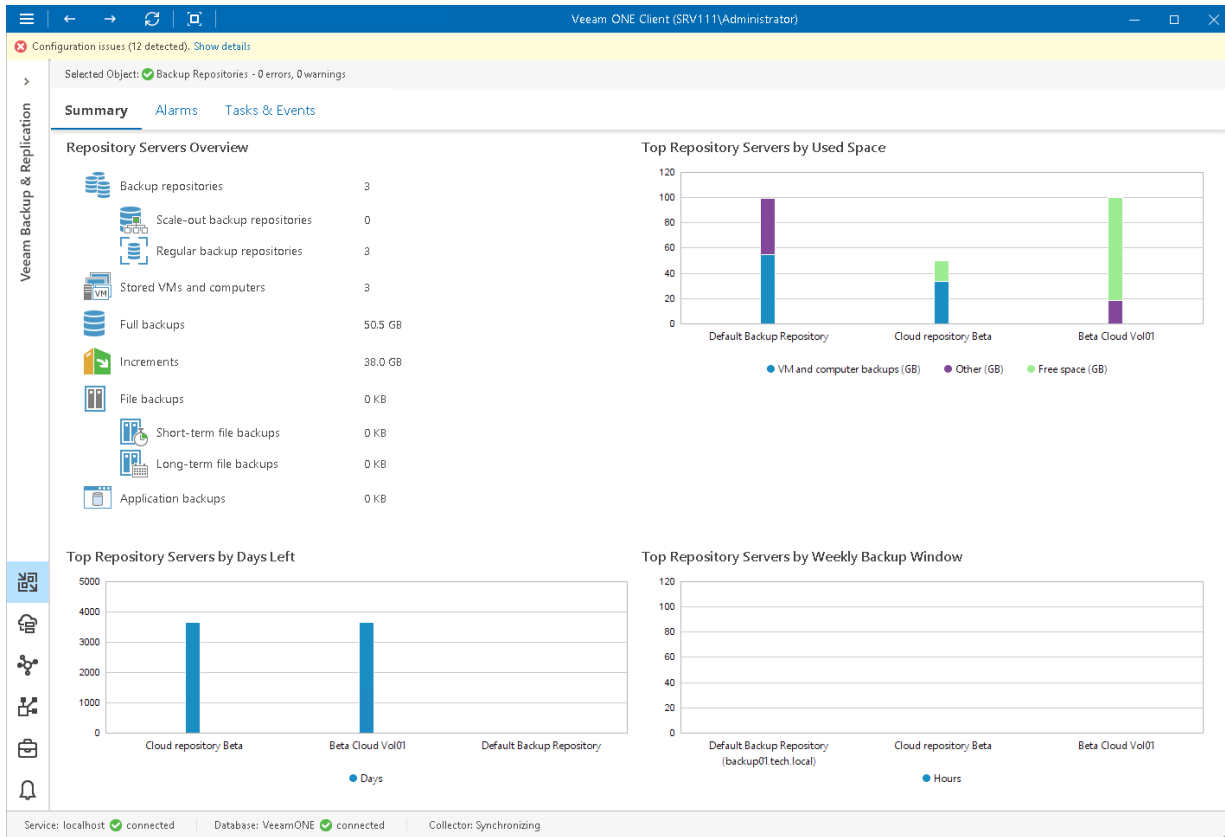 Veeam ONE Client (SRV111\Administrator)
Configuration issues (12 detected). Show details
Veeam Backup & Replication
Selected Object: Backup Repositories - 0 errors, 0 warnings
Summary Alarms Tasks & Events
Repository Servers Overview
Backup repositories 3
Scale-out backup repositories 0
Regular backup repositories 3
VM
Stored VMs and computers 3
Full backups 50.5 GB
Increments 38.0 GB
File backups 0 KB
Short-term file backups 0 KB
Long-term file backups 0 KB
Application backups 0 KB
Top Repository Servers by Used Space
120
100
80
60
40
20
0
Default Backup Repository Cloud repository Beta Beta Cloud Vol01
VM and computer backups (GB) Other (GB) Free space (GB)
Top Repository Servers by Days Left
5000
4000
3000
2000
1000
0
Cloud repository Beta Beta Cloud Vol01 Default Backup Repository
Days
Top Repository Servers by Weekly Backup Window
120
100
80
60
40
20
0
Default Backup Repository Cloud repository Beta Beta Cloud Vol01
(backup01.tech.local)
Hours
Service: localhost connected Database: VeeamONE connected Collector: Synchronizing